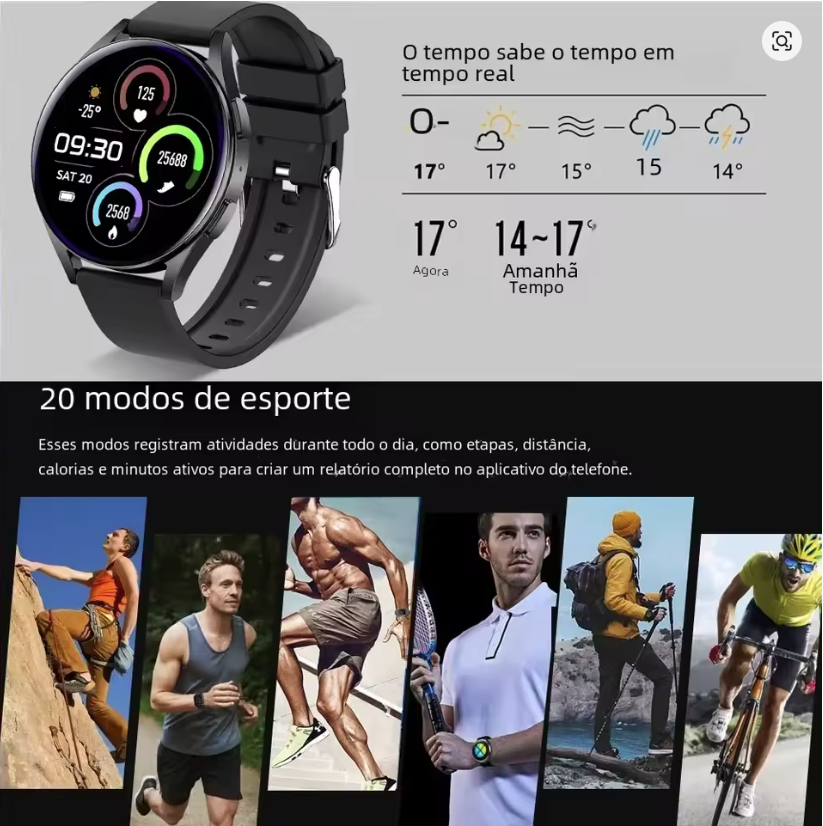 O tempo sabe o tempo em
tempo real
125
-25°
09:30
25688
SAT 20
2568
17° 17° 15° 15 14°
17° 14~17°
Agora Amanhã
Tempo
20 modos de esporte
Esses modos registram atividades durante todo o dia, como etapas, distância,
calorias e minutos ativos para criar um relatório completo no aplicativo do telefone.